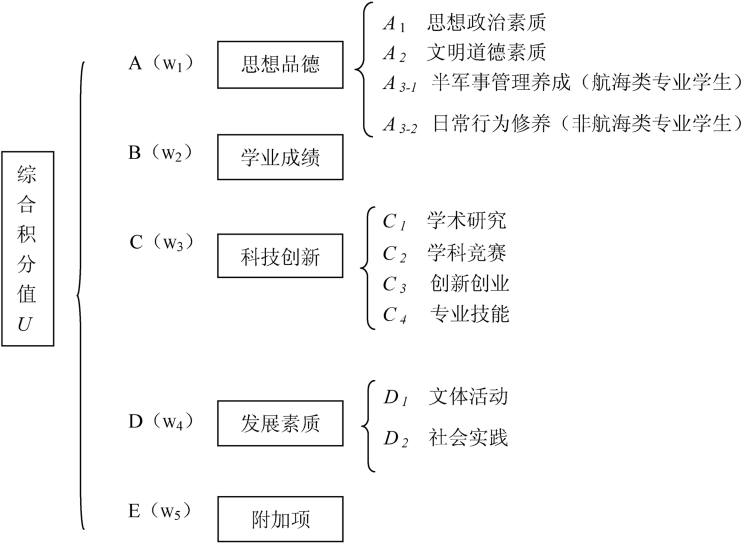 综合积分值U
A（w1） 思想品德
A1 思想政治素质
A2 文明道德素质
A3-1 半军事管理养成（航海类专业学生）
A3-2 日常行为修养（非航海类专业学生）
B（w2） 学业成绩
C（w3） 科技创新
C1 学术研究
C2 学科竞赛
C3 创新创业
C4 专业技能
D（w4） 发展素质
D1 文体活动
D2 社会实践
E（w5） 附加项